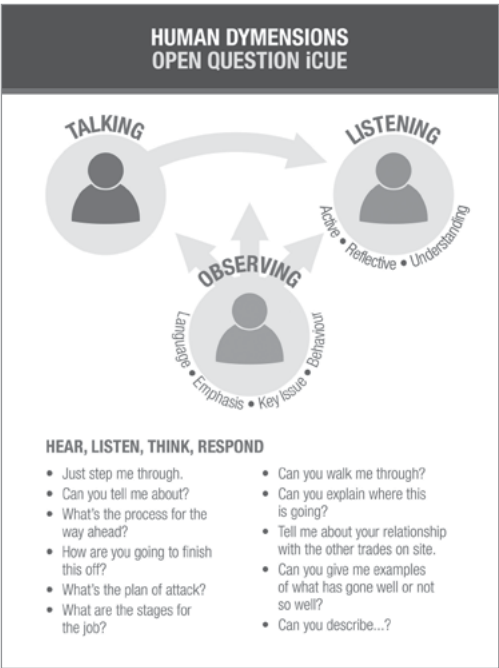 HUMAN DYMENSIONS
OPEN QUESTION iCUE
TALKING
LISTENING
Active • Reflective • Understanding
OBSERVING
Language • Emphasis • Key Issue • Behaviour
HEAR, LISTEN, THINK, RESPOND
• Just step me through.
• Can you tell me about?
• What's the process for the
way ahead?
• How are you going to finish
this off?
• What's the plan of attack?
• What are the stages for
the job?
• Can you walk me through?
• Can you explain where this
is going?
• Tell me about your relationship
with the other trades on site.
• Can you give me examples
of what has gone well or not
so well?
• Can you describe...?